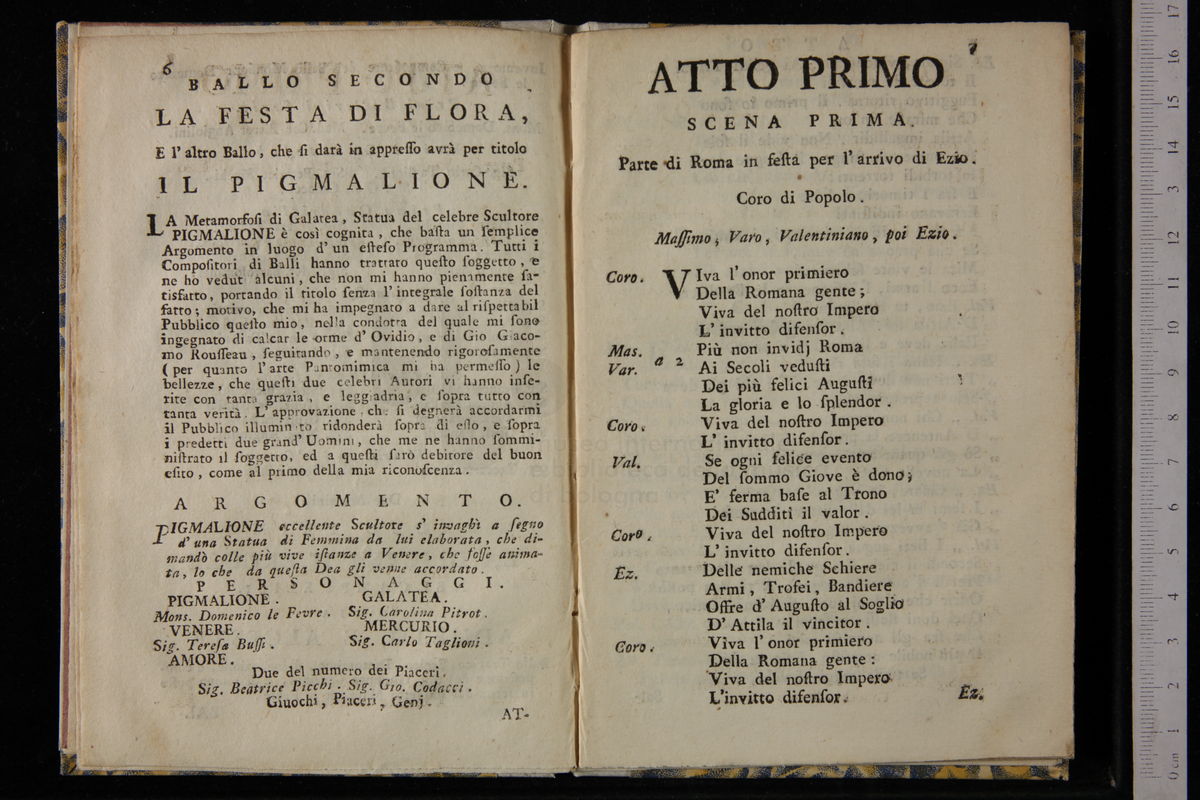 6
BALLO SECONDO
LA FESTA DI FLORA,
E l'altro Ballo, che ſi darà in appreſſo avrà per titolo
IL PIGMALIONE.
LA Metamorfoſi di Galatea, Statua del celebre Scultore
PIGMALIONE è così cognita, che baſta un ſemplice
Argomento in luogo d'un eſteſo Programma. Tutti i
Compoſitori di Balli hanno trattato queſto ſoggetto, e
ne ho vedut alcuni, che non mi hanno pienamente ſa-
tisfatto, portando il titolo ſenza l'integrale ſoſtanza del
fatto; motivo, che mi ha impegnato a dare al riſpettabil
Pubblico queſto mio, nella condotta del quale mi ſono
ingegnato di calcar le orme d'Ovidio, e di Gio Giaco-
mo Rouſſeau, ſeguitando, e mantenendo rigoroſamente
(per quanto l'arte Pantomimica mi ha permeſſo) le
bellezze, che queſti due celebri Autori vi hanno inſe-
rite con tanta grazia, e leggiadria, e ſopra tutto con
tanta verità. L'approvazione, che ſi degnerà accordarmi
il Pubblico illuminato ridonderà ſopra di eſſo, e ſopra
i predetti due grand'Uomini, che me ne hanno ſommi-
niſtrato il ſoggetto, ed a queſti ſarò debitore del buon
eſito, come al primo della mia riconoſcenza.
ARGOMENTO.
PIGMALIONE eccellente Scultore s'invaghì a ſegno
d'una Statua di Femmina da lui elaborata, che di-
mandò colle più vive iſtanze a Venere, che foſſe anima-
ta, lo che da queſta Dea gli venne accordato.
PERSONAGGI.
PIGMALIONE. GALATEA.
Mons. Domenico le Fevre. Sig. Carolina Pitrot.
VENERE. MERCURIO.
Sig. Tereſa Buſſi. Sig. Carlo Taglioni.
AMORE.
Due del numero dei Piaceri.
Sig. Beatrice Picchi. Sig. Gio. Codacci.
Giuochi, Piaceri, Genj.
AT-
7
ATTO PRIMO
SCENA PRIMA.
Parte di Roma in feſta per l'arrivo di Ezio.
Coro di Popolo.
Maſſimo, Varo, Valentiniano, poi Ezio.
Coro. VIva l'onor primiero
Della Romana gente;
Viva del noſtro Impero
L'invitto difenſor.
Mas. Più non invidj Roma
Var. a 2 Ai Secoli vetuſti
Dei più felici Auguſti
La gloria e lo ſplendor.
Coro. Viva del noſtro Impero
L'invitto difenſor.
Val. Se ogni felice evento
Del ſommo Giove è dono;
E' ferma baſe al Trono
Dei Sudditi il valor.
Coro. Viva del noſtro Impero
L'invitto difenſor.
Ez. Delle nemiche Schiere
Armi, Trofei, Bandiere
Offre d'Auguſto al Soglio
D'Attila il vincitor.
Coro. Viva l'onor primiero
Della Romana gente:
Viva del noſtro Impero
L'invitto difenſor.
Ez.